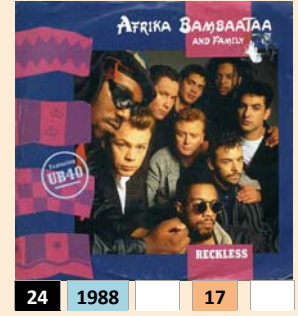 AFRIKA BAMBAATAA
AND FAMILY
Featuring
UB40
RECKLESS
24 1988 17